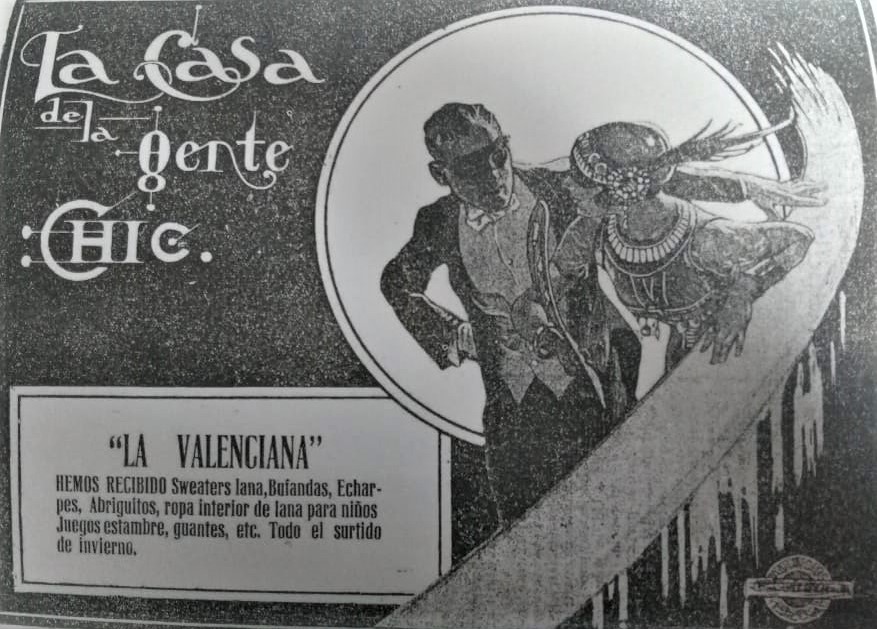 La Casa
de la
gente
CHIC.
"LA VALENCIANA"
HEMOS RECIBIDO Sweaters lana, Bufandas, Echar-
pes, Abriguitos, ropa interior de lana para niños
Juegos estambre, guantes, etc. Todo el surtido
de invierno.